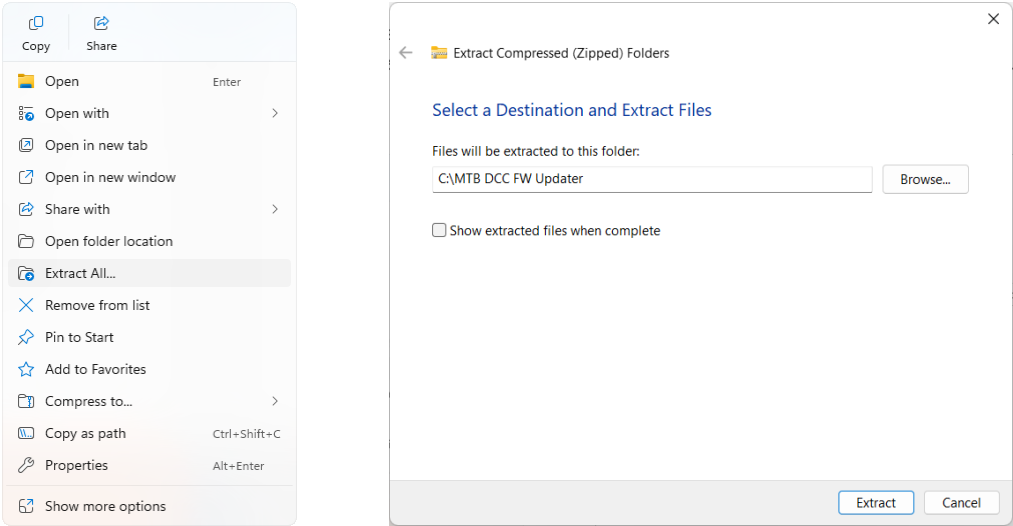 Copy Share
Open Enter
Open with
Open in new tab
Open in new window
Share with
Open folder location
Extract All...
Remove from list
Pin to Start
Add to Favorites
Compress to...
Copy as path Ctrl+Shift+C
Properties Alt+Enter
Show more options
Extract Compressed (Zipped) Folders
Select a Destination and Extract Files
Files will be extracted to this folder:
C:\MTB DCC FW Updater Browse...
Show extracted files when complete
Extract Cancel